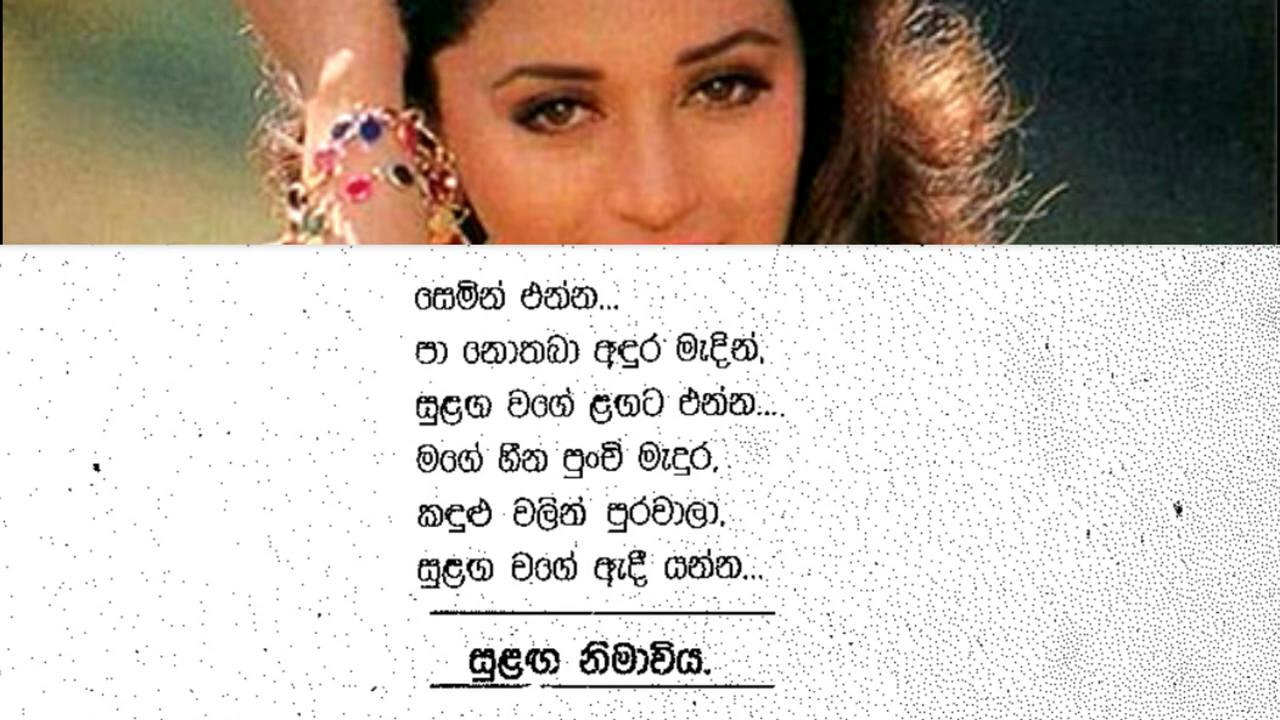 සෙමින් එන්න...
පා නොතබා අඳුර මැදින්,
සුළඟ වගේ ළඟට එන්න....
මගේ හීන පුංචි මැදුර,
කඳුළු වලින් පුරවාලා,
සුළඟ වගේ ඇදී යන්න...
සුළඟ නිමාවිය.